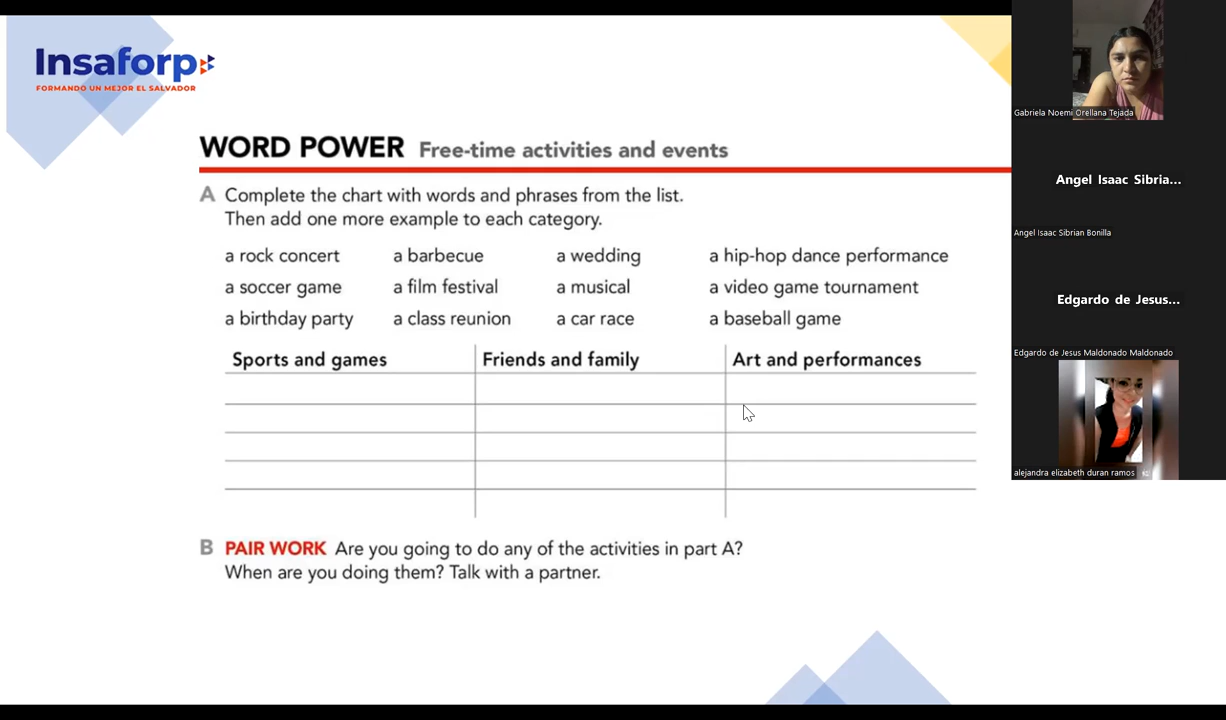 Insaforp
FORMANDO UN MEJOR EL SALVADOR
WORD POWER Free-time activities and events
A Complete the chart with words and phrases from the list.
Then add one more example to each category.
a rock concert a barbecue a wedding a hip-hop dance performance
a soccer game a film festival a musical a video game tournament
a birthday party a class reunion a car race a baseball game
Sports and games Friends and family Art and performances
B PAIR WORK Are you going to do any of the activities in part A?
When are you doing them? Talk with a partner.
Gabriela Noemi Orellana Tejada
Angel Isaac Sibria...
Angel Isaac Sibrian Bonilla
Edgardo de Jesus...
Edgardo de Jesus Maldonado Maldonado
alejandra elizabeth duran ramos